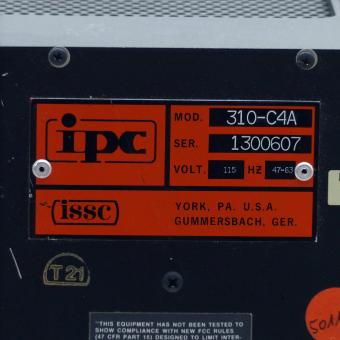 ipc
MOD. 310-C4A
SER. 1300607
VOLT. 115 HZ 47-63
issc
YORK, PA. U.S.A.
GUMMERSBACH, GER.
T 21
"THIS EQUIPMENT HAS NOT BEEN TESTED TO
SHOW COMPLIANCE WITH NEW FCC RULES
(47 CFR PART 15) DESIGNED TO LIMIT INTER-